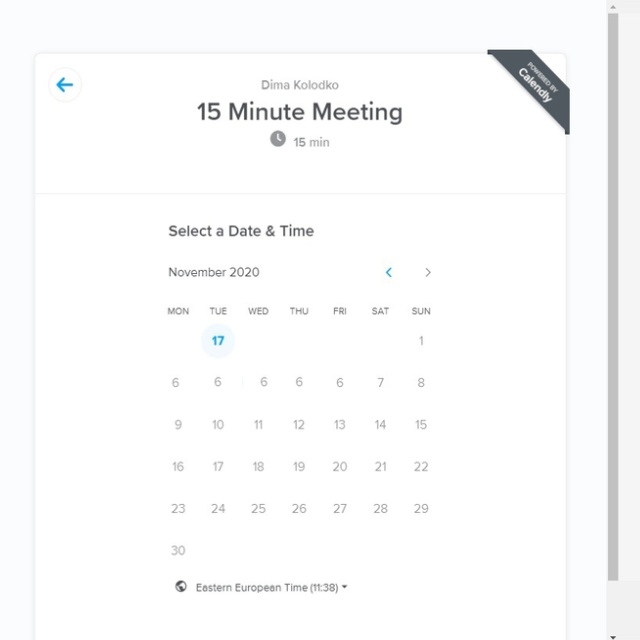 POWERED BY
Calendly
Dima Kolodko
15 Minute Meeting
15 min
Select a Date & Time
November 2020
MON TUE WED THU FRI SAT SUN
17 1
6 6 6 6 6 7 8
9 10 11 12 13 14 15
16 17 18 19 20 21 22
23 24 25 26 27 28 29
30
Eastern European Time (11:38)